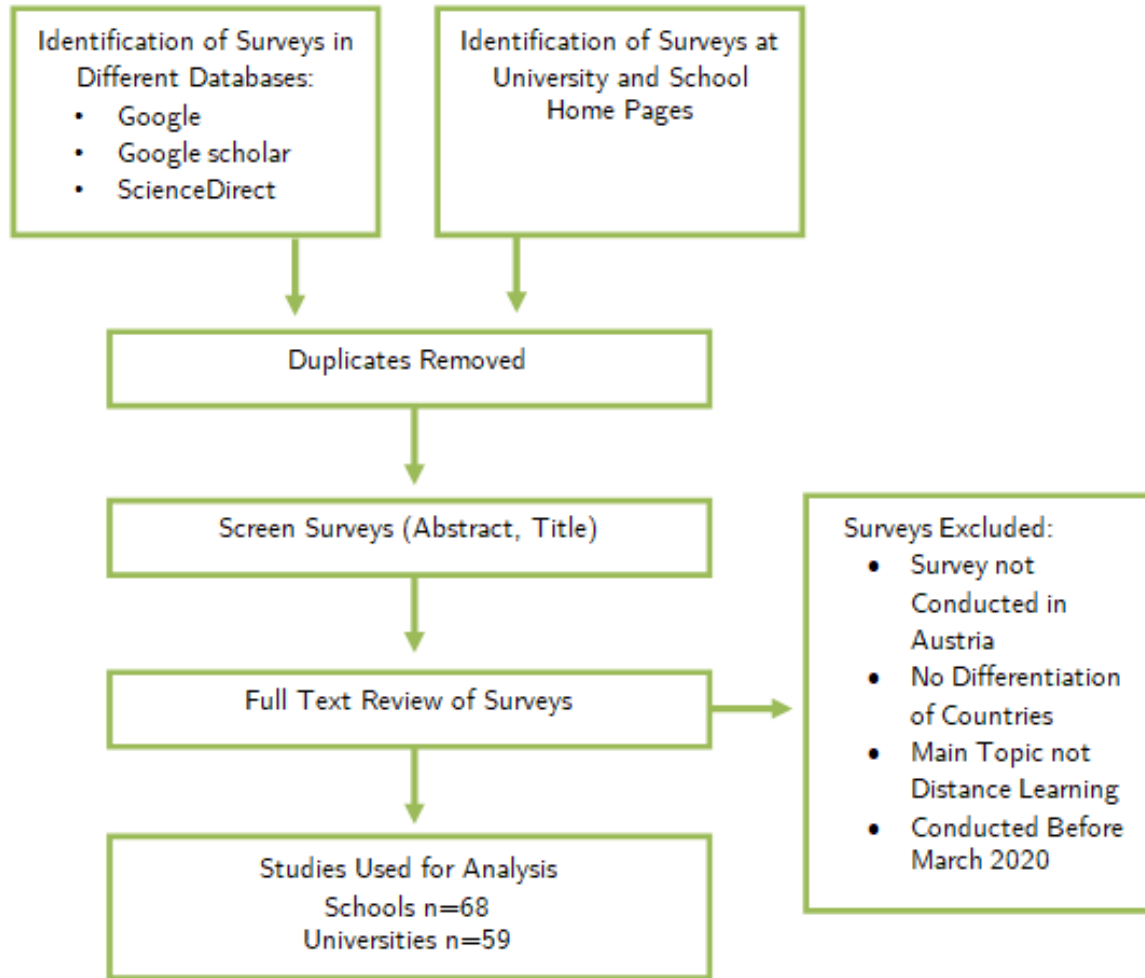 Identification of Surveys in
Different Databases:
• Google
• Google scholar
• ScienceDirect
Identification of Surveys at
University and School
Home Pages
Duplicates Removed
Screen Surveys (Abstract, Title)
Full Text Review of Surveys
Surveys Excluded:
• Survey not
Conducted in
Austria
• No Differentiation
of Countries
• Main Topic not
Distance Learning
• Conducted Before
March 2020
Studies Used for Analysis
Schools n=68
Universities n=59